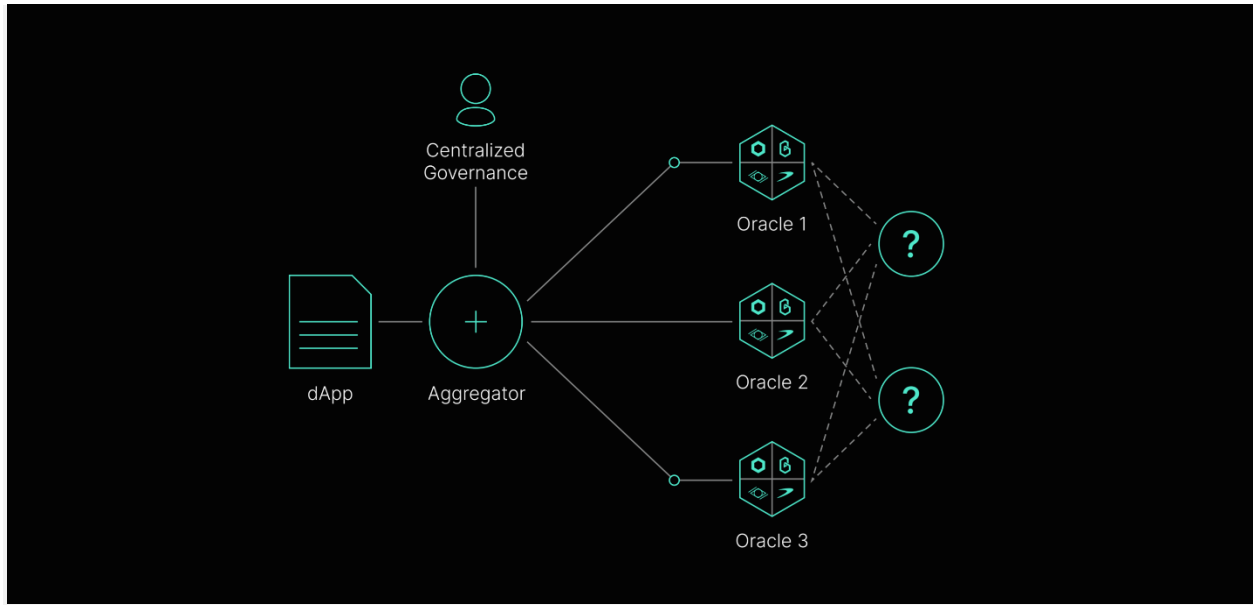 Centralized
Governance
Oracle 1
?
dApp
Aggregator
Oracle 2
?
Oracle 3